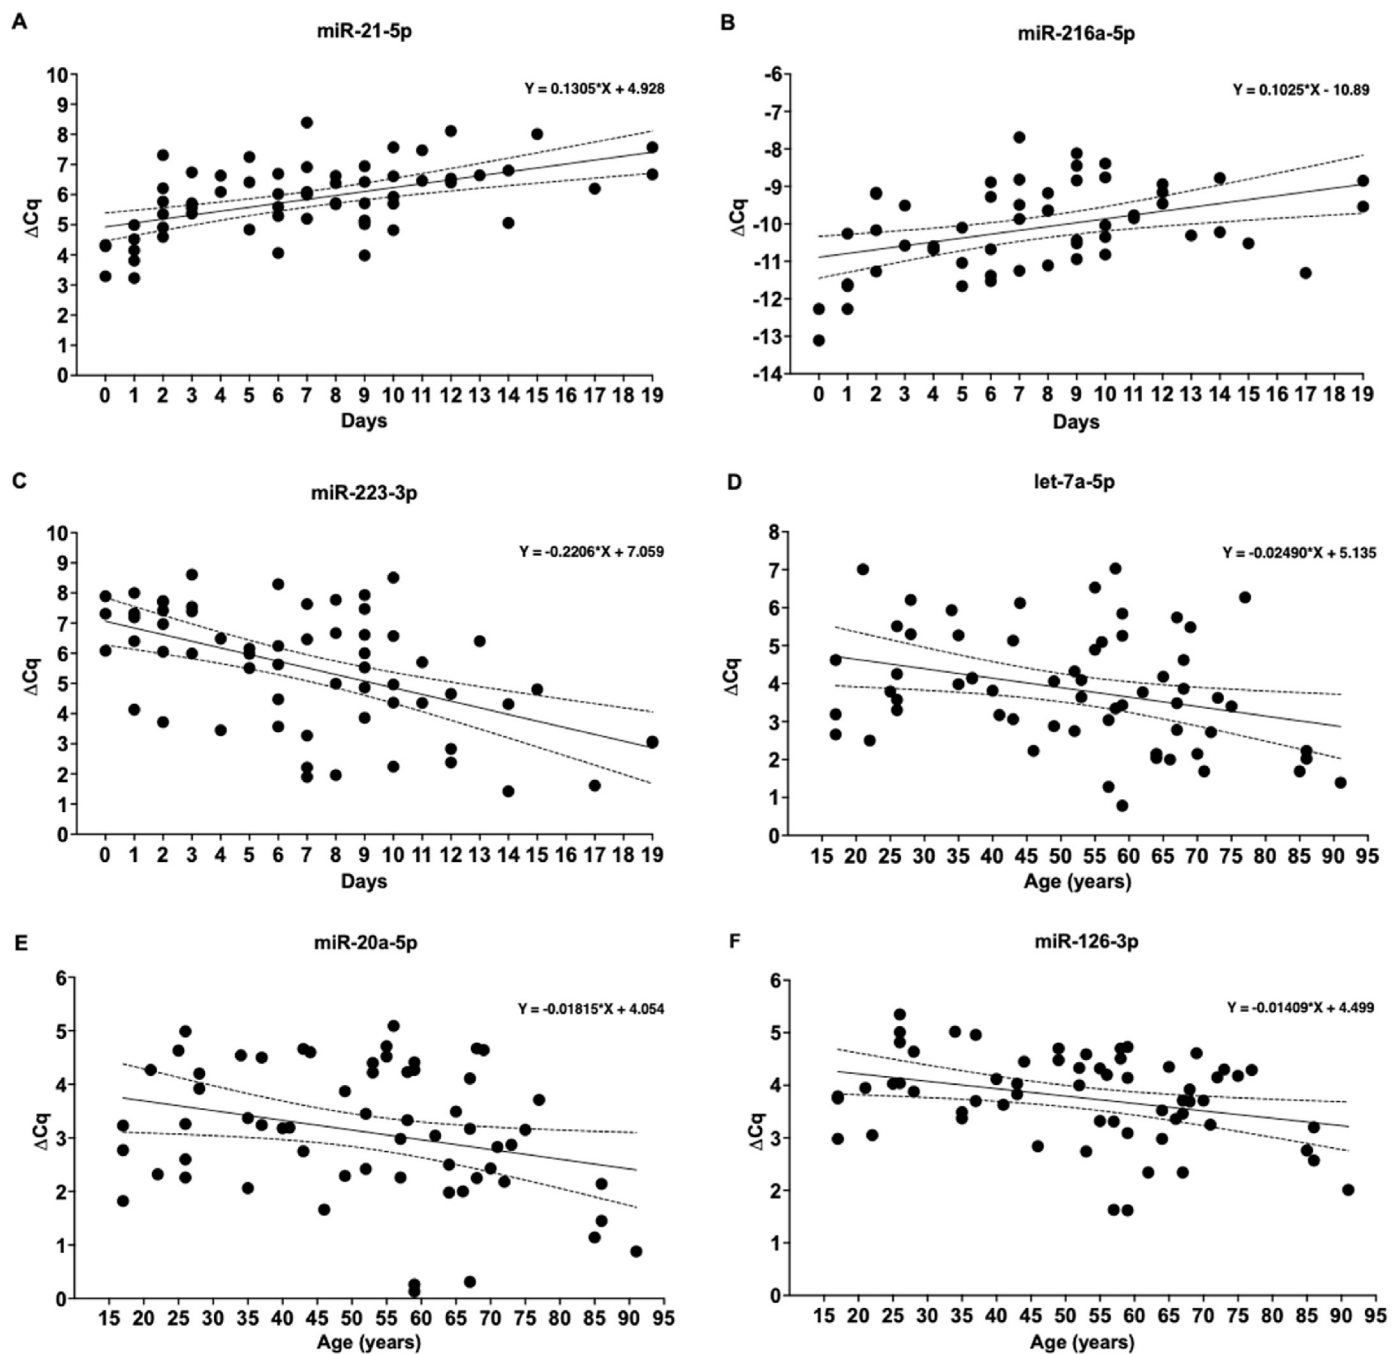 A
miR-21-5p
Y = 0.1305*X + 4.928
ΔCq
10
9
8
7
6
5
4
3
2
1
0
0 1 2 3 4 5 6 7 8 9 10 11 12 13 14 15 16 17 18 19
Days
B
miR-216a-5p
Y = 0.1025*X - 10.89
ΔCq
-6
-7
-8
-9
-10
-11
-12
-13
-14
0 1 2 3 4 5 6 7 8 9 10 11 12 13 14 15 16 17 18 19
Days
C
miR-223-3p
Y = -0.2206*X + 7.059
ΔCq
10
9
8
7
6
5
4
3
2
1
0
0 1 2 3 4 5 6 7 8 9 10 11 12 13 14 15 16 17 18 19
Days
D
let-7a-5p
Y = -0.02490*X + 5.135
ΔCq
8
7
6
5
4
3
2
1
0
15 20 25 30 35 40 45 50 55 60 65 70 75 80 85 90 95
Age (years)
E
miR-20a-5p
Y = -0.01815*X + 4.054
ΔCq
6
5
4
3
2
1
0
15 20 25 30 35 40 45 50 55 60 65 70 75 80 85 90 95
Age (years)
F
miR-126-3p
Y = -0.01409*X + 4.499
ΔCq
6
5
4
3
2
1
0
15 20 25 30 35 40 45 50 55 60 65 70 75 80 85 90 95
Age (years)